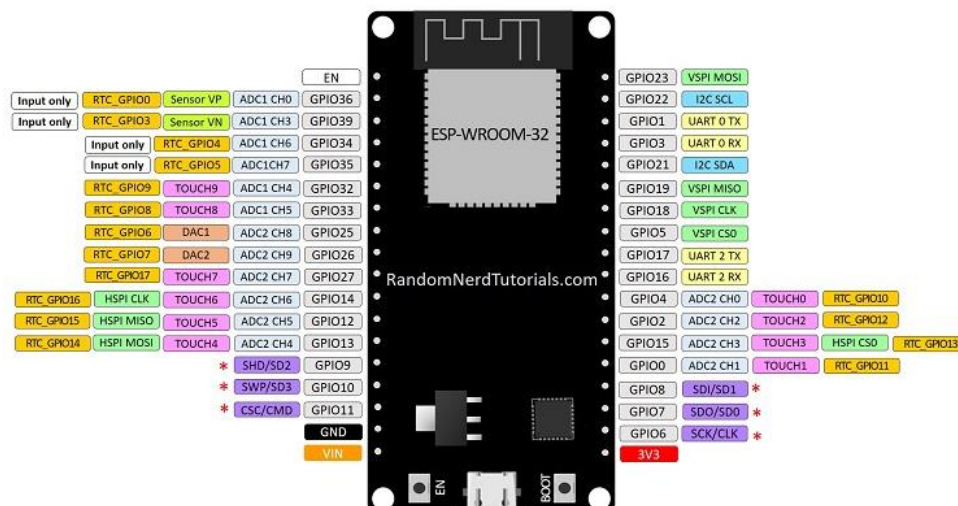 EN GPIO23 VSPI MOSI
Input only RTC_GPIO0 Sensor VP ADC1 CH0 GPIO36 GPIO22 I2C SCL
Input only RTC_GPIO3 Sensor VN ADC1 CH3 GPIO39 GPIO1 UART 0 TX
Input only RTC_GPIO4 ADC1 CH6 GPIO34 ESP-WROOM-32 GPIO3 UART 0 RX
Input only RTC_GPIO5 ADC1CH7 GPIO35 GPIO21 I2C SDA
RTC_GPIO9 TOUCH9 ADC1 CH4 GPIO32 GPIO19 VSPI MISO
RTC_GPIO8 TOUCH8 ADC1 CH5 GPIO33 GPIO18 VSPI CLK
RTC_GPIO6 DAC1 ADC2 CH8 GPIO25 GPIO5 VSPI CS0
RTC_GPIO7 DAC2 ADC2 CH9 GPIO26 GPIO17 UART 2 TX
RTC_GPIO17 TOUCH7 ADC2 CH7 GPIO27 RandomNerdTutorials.com GPIO16 UART 2 RX
RTC_GPIO16 HSPI CLK TOUCH6 ADC2 CH6 GPIO14 GPIO4 ADC2 CH0 TOUCH0 RTC_GPIO10
RTC_GPIO15 HSPI MISO TOUCH5 ADC2 CH5 GPIO12 GPIO2 ADC2 CH2 TOUCH2 RTC_GPIO12
RTC_GPIO14 HSPI MOSI TOUCH4 ADC2 CH4 GPIO13 GPIO15 ADC2 CH3 TOUCH3 HSPI CS0 RTC_GPIO13
* SHD/SD2 GPIO9 GPIO0 ADC2 CH1 TOUCH1 RTC_GPIO11
* SWP/SD3 GPIO10 GPIO8 SDI/SD1 *
* CSC/CMD GPIO11 GPIO7 SDO/SD0 *
GND GPIO6 SCK/CLK *
VIN 3V3
EN BOOT